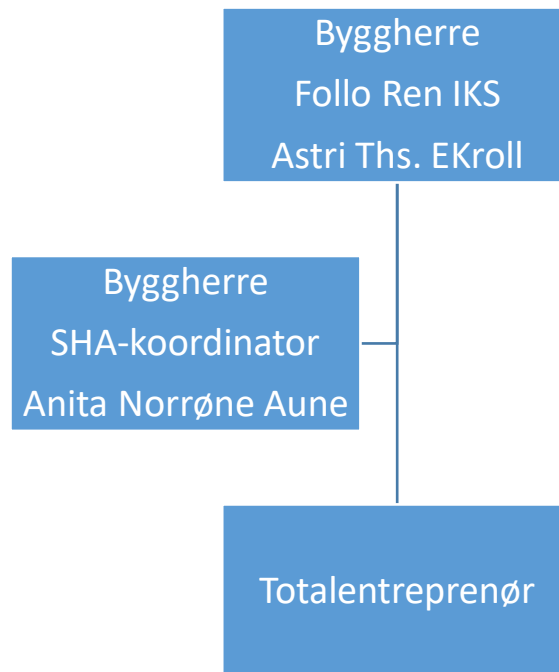 Byggherre
Follo Ren IKS
Astri Ths. EKroll
Byggherre
SHA-koordinator
Anita Norrøne Aune
Totalentreprenør